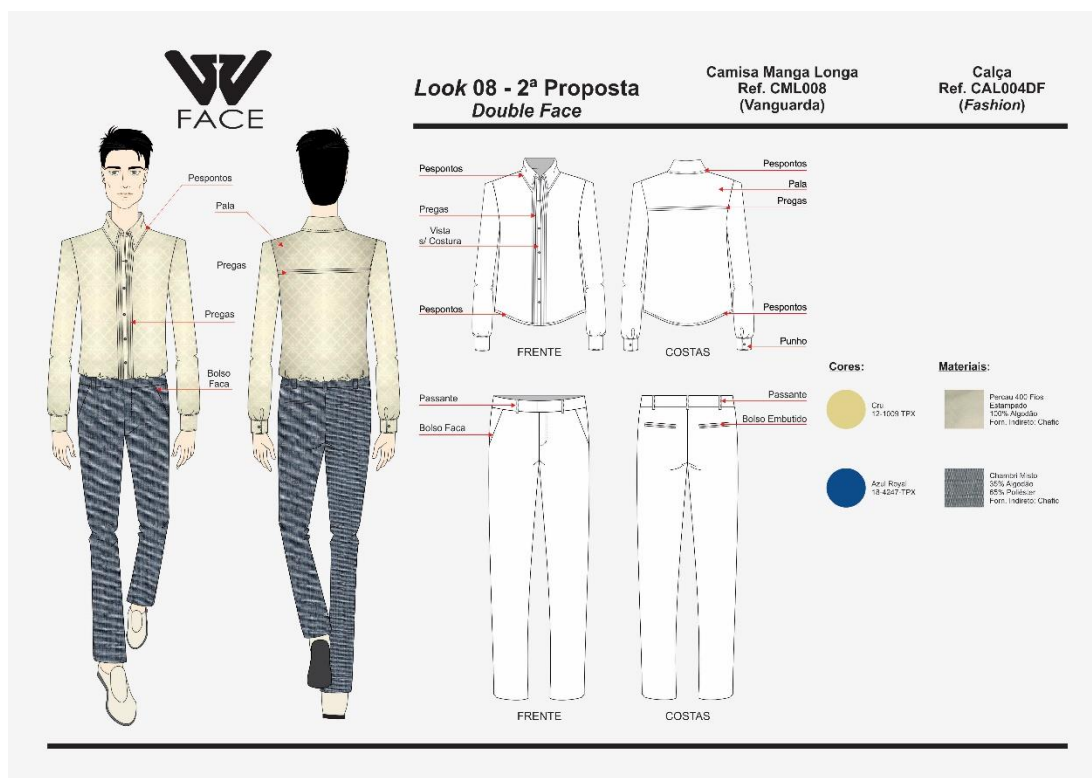 FACE
Look 08 - 2ª Proposta
Double Face
Camisa Manga Longa
Ref. CML008
(Vanguarda)
Calça
Ref. CAL004DF
(Fashion)
Pespontos
Pala
Pregas
Pregas
Bolso
Faca
Pespontos
Pregas
Vista
s/ Costura
Pespontos
FRENTE
Pespontos
Pala
Pregas
Pespontos
Punho
COSTAS
Passante
Bolso Faca
FRENTE
Passante
Bolso Embutido
COSTAS
Cores:
Cru
12-1009 TPX
Azul Royal
18-4247-TPX
Materiais:
Percau 400 Fios
Estampado
100% Algodão
Forn. Indireto: Chafic
Chambri Misto
35% Algodão
65% Poliéster
Forn. Indireto: Chafic